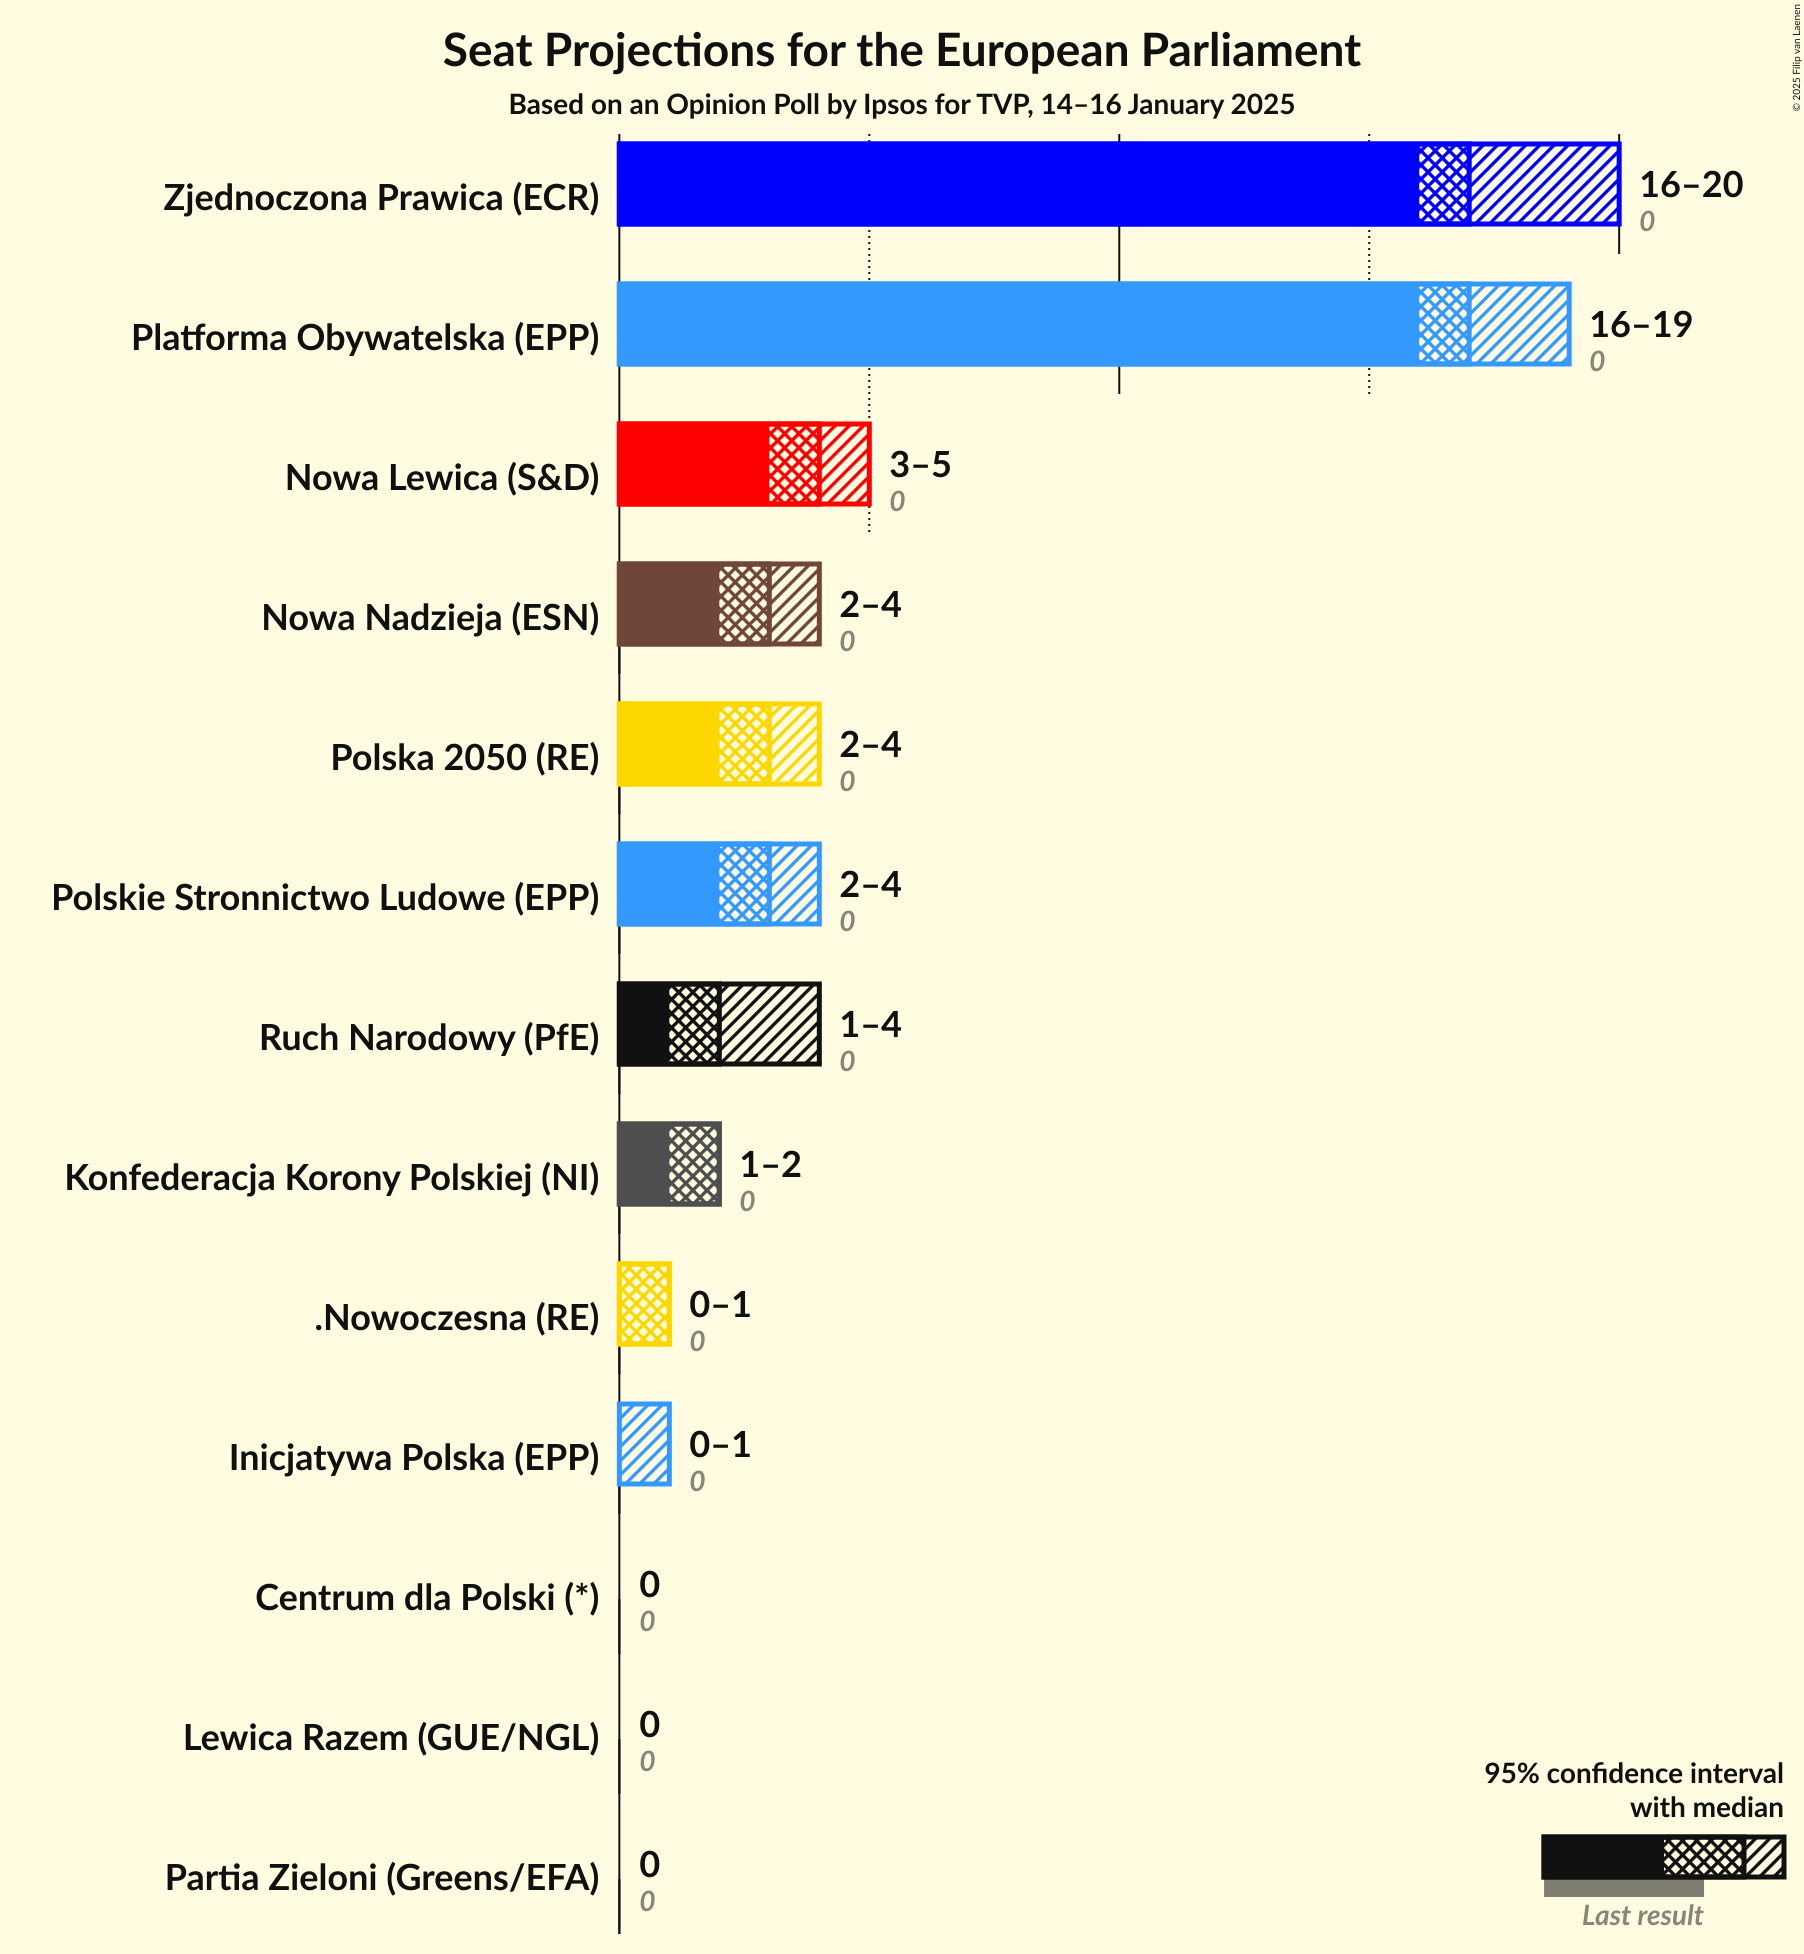 Seat Projections for the European Parliament
Based on an Opinion Poll by Ipsos for TVP, 14–16 January 2025
© 2025 Filip van Laenen
Zjednoczona Prawica (ECR)
16–20
0
Platforma Obywatelska (EPP)
16–19
0
Nowa Lewica (S&D)
3–5
0
Nowa Nadzieja (ESN)
2–4
0
Polska 2050 (RE)
2–4
0
Polskie Stronnictwo Ludowe (EPP)
2–4
0
Ruch Narodowy (PfE)
1–4
0
Konfederacja Korony Polskiej (NI)
1–2
0
.Nowoczesna (RE)
0–1
0
Inicjatywa Polska (EPP)
0–1
0
Centrum dla Polski (*)
0
0
Lewica Razem (GUE/NGL)
0
0
Partia Zieloni (Greens/EFA)
0
0
95% confidence interval
with median
Last result